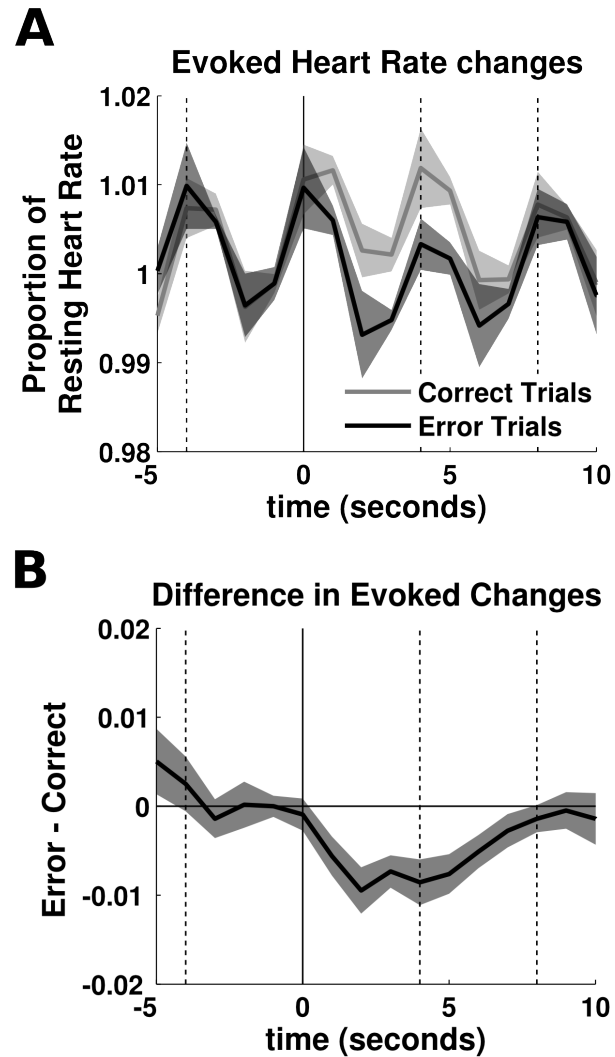 A
Evoked Heart Rate changes
Proportion of
Resting Heart Rate
1.02
1.01
1
0.99
0.98
Correct Trials
Error Trials
-5 0 5 10
time (seconds)
B
Difference in Evoked Changes
Error - Correct
0.02
0.01
0
-0.01
-0.02
-5 0 5 10
time (seconds)